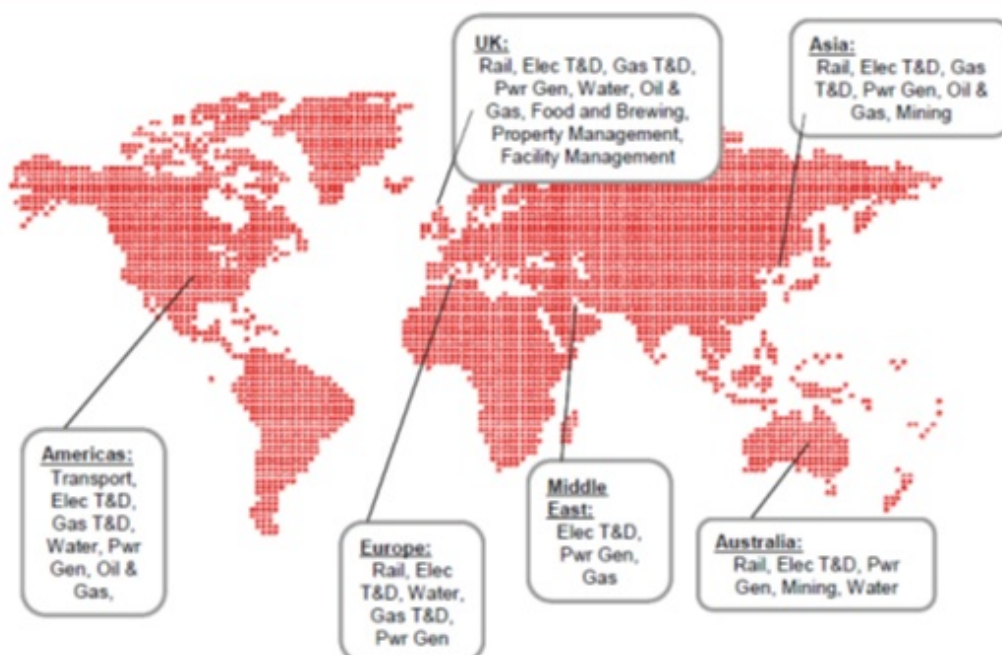 UK:
Rail, Elec T&D, Gas T&D,
Pwr Gen, Water, Oil &
Gas, Food and Brewing,
Property Management,
Facility Management
Asia:
Rail, Elec T&D, Gas
T&D, Pwr Gen, Oil &
Gas, Mining
Americas:
Transport,
Elec T&D,
Gas T&D,
Water, Pwr
Gen, Oil &
Gas,
Europe:
Rail, Elec
T&D, Water,
Gas T&D,
Pwr Gen
Middle
East:
Elec T&D,
Pwr Gen,
Gas
Australia:
Rail, Elec T&D, Pwr
Gen, Mining, Water